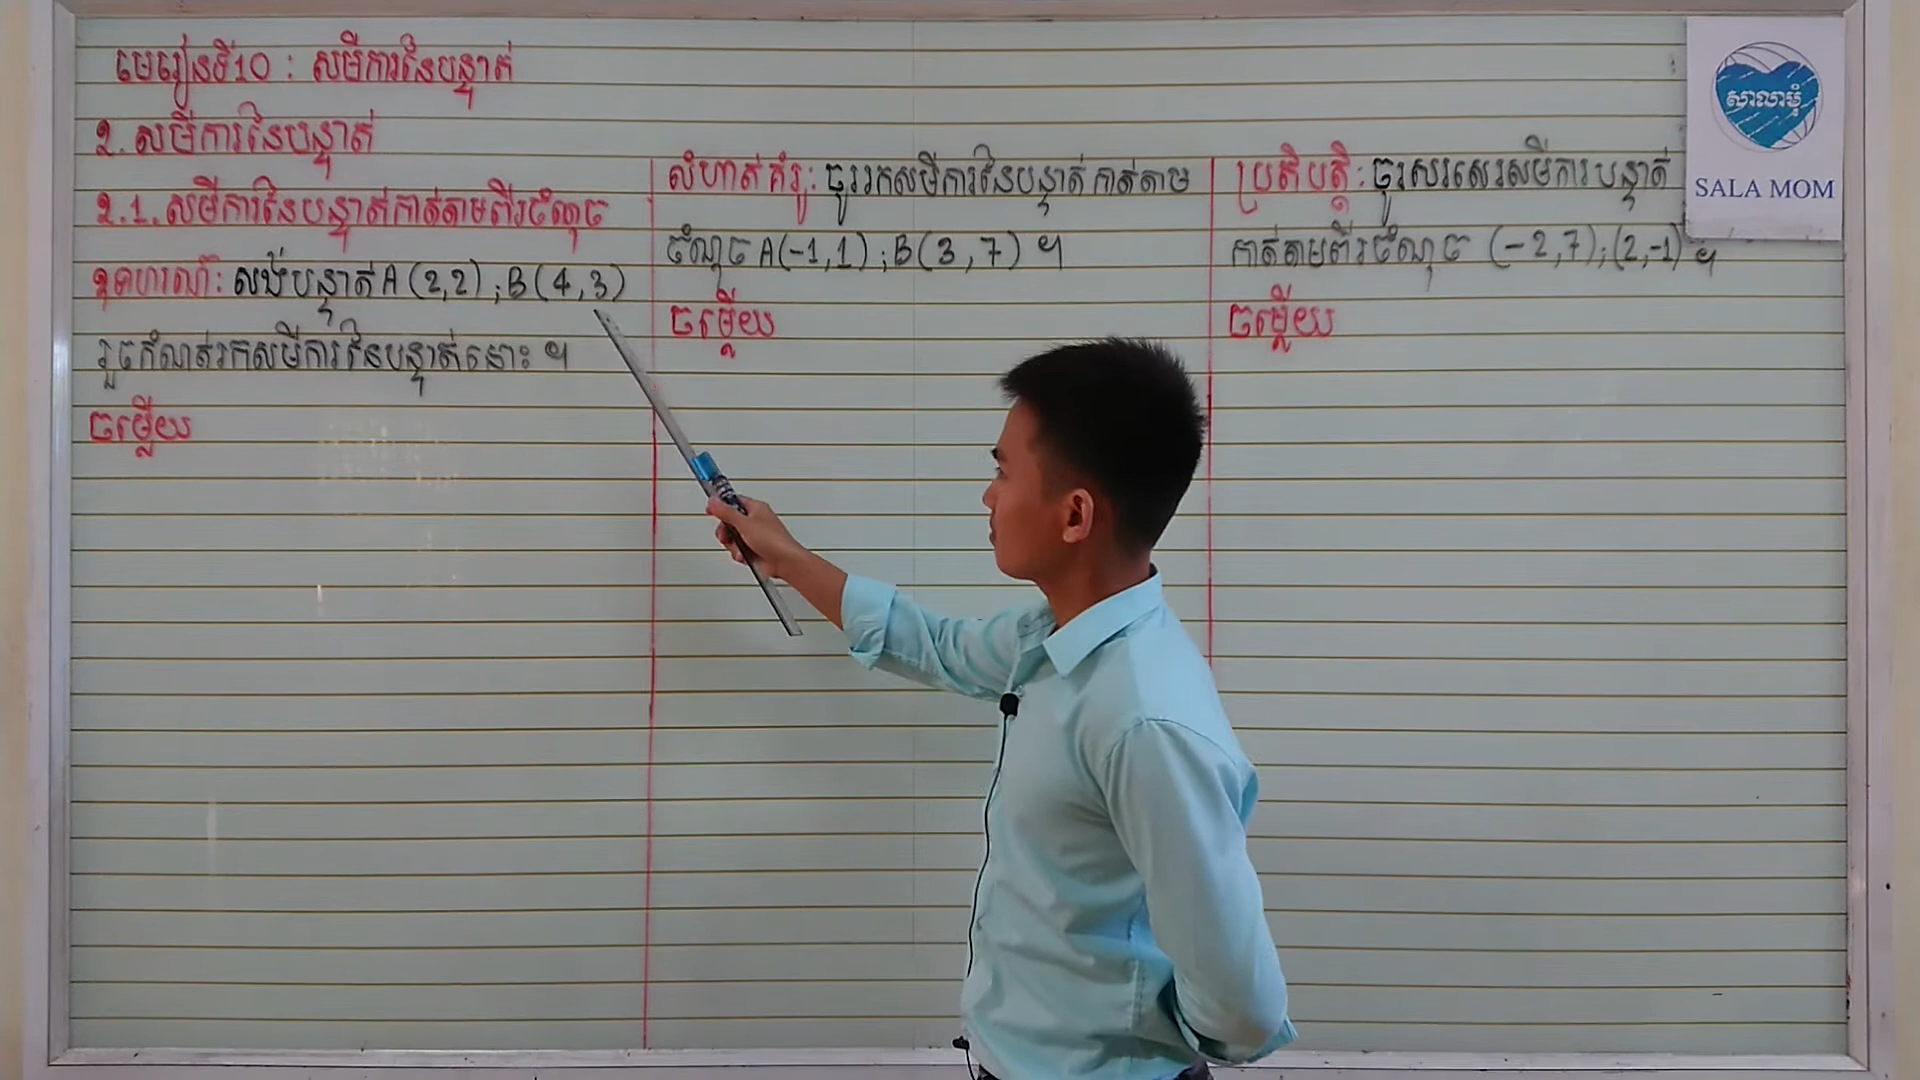 មេរៀនទី10 : សមីការនៃបន្ទាត់
2. សមីការនៃបន្ទាត់
2.1. សមីការនៃបន្ទាត់កាត់តាមពីរចំណុច
ឧទាហរណ៍: សង់បន្ទាត់ A(2,2) ; B(4,3)
រួចកំណត់រកសមីការនៃបន្ទាត់នោះ ។
ចម្លើយ
លំហាត់គំរូ: ចូររកសមីការនៃបន្ទាត់ កាត់តាម
ចំណុច A(-1,1) ; B(3,7) ។
ចម្លើយ
ប្រតិបត្តិ: ចូរសរសេរសមីការបន្ទាត់
កាត់តាមពីរចំណុច (-2,7);(2,-1) ។
ចម្លើយ
សាលាមុំ
SALA MOM